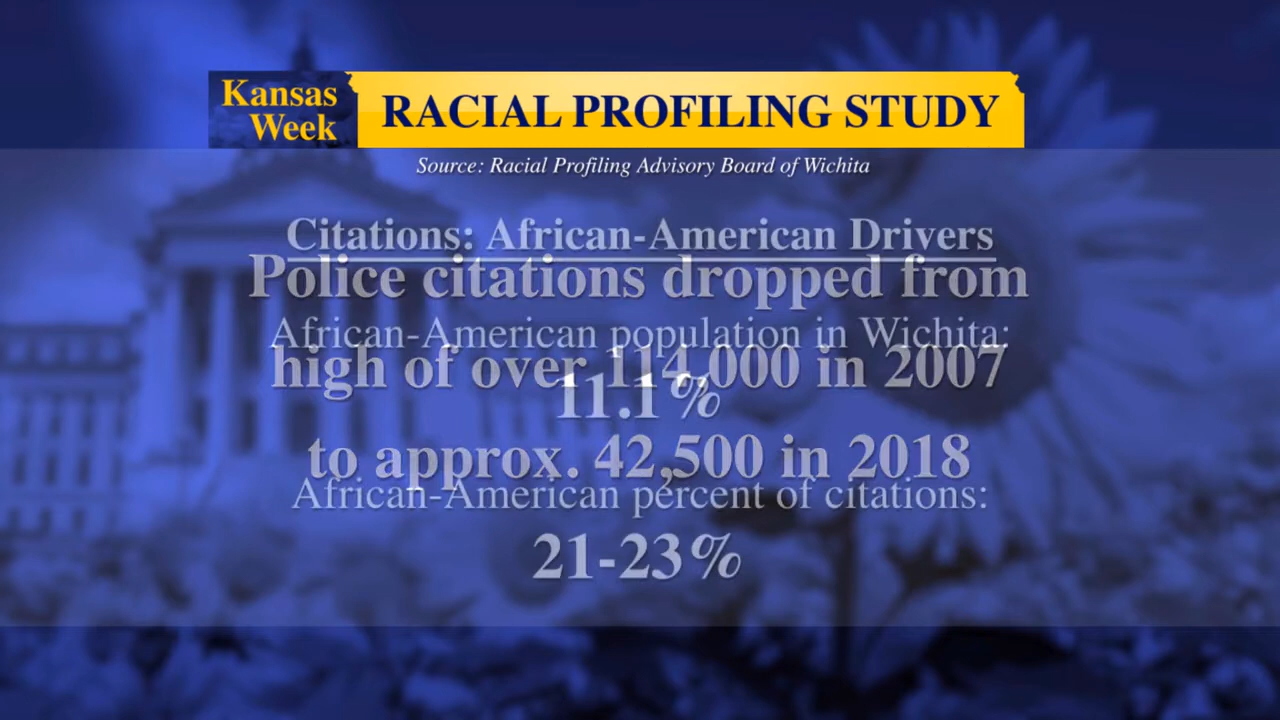 Kansas
Week
RACIAL PROFILING STUDY
Source: Racial Profiling Advisory Board of Wichita
Citations: African-American Drivers
Police citations dropped from
African-American population in Wichita:
high of over 114,000 in 2007
11.1%
to approx. 42,500 in 2018
African-American percent of citations:
21-23%